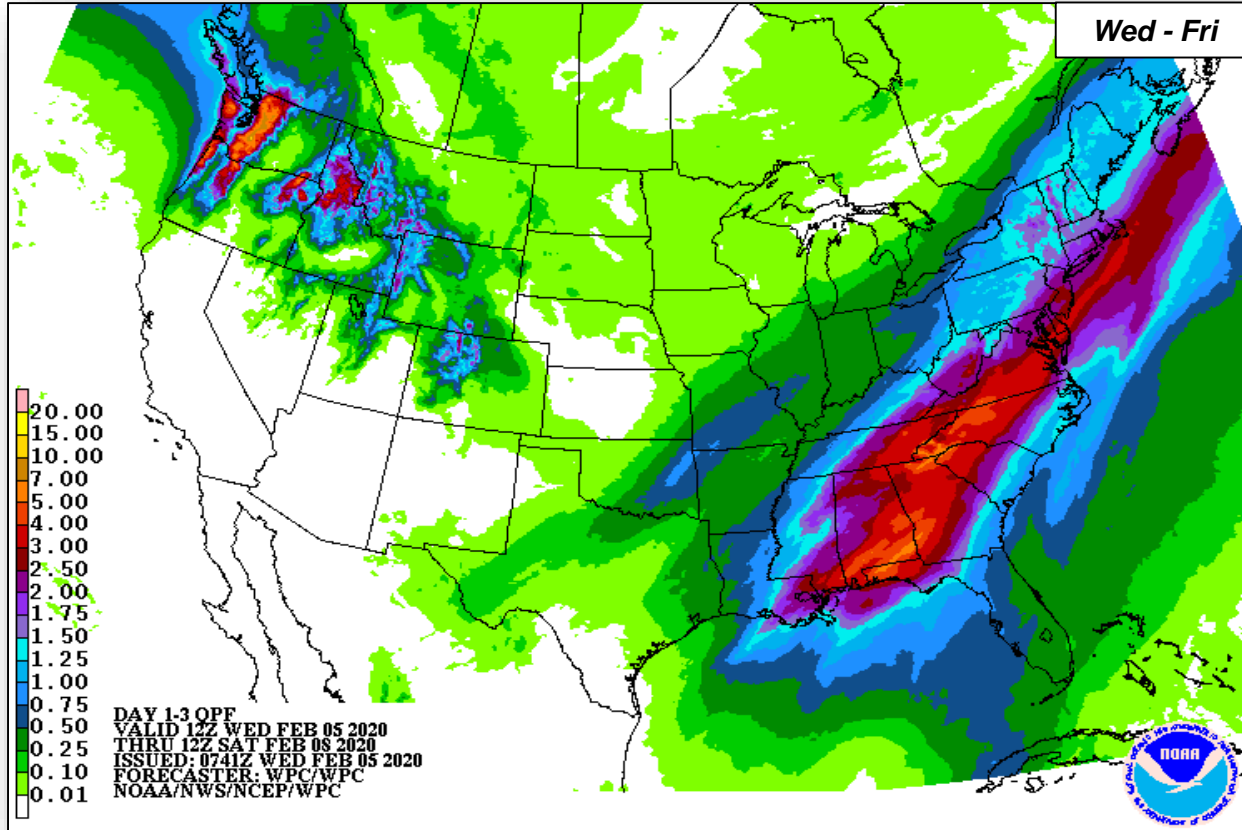 Wed - Fri
20.00
15.00
10.00
7.00
5.00
4.00
3.00
2.50
2.00
1.75
1.50
1.25
1.00
0.75
0.50
0.25
0.10
0.01
DAY 1-3 QPF
VALID 12Z WED FEB 05 2020
THRU 12Z SAT FEB 08 2020
ISSUED: 0741Z WED FEB 05 2020
FORECASTER: WPC/WPC
NOAA/NWS/NCEP/WPC
NOAA